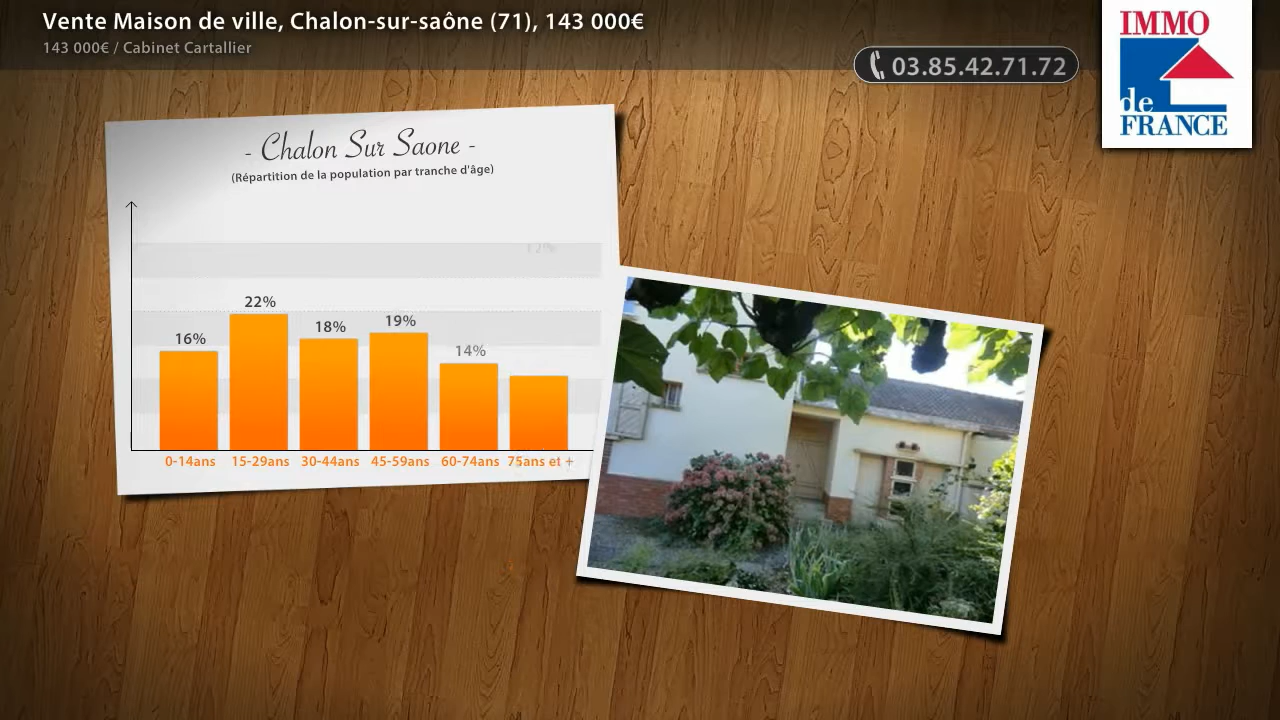 Vente Maison de ville, Chalon-sur-saône (71), 143 000€
143 000€ / Cabinet Cartallier
03.85.42.71.72
IMMO
de
FRANCE
- Chalon Sur Saone -
(Répartition de la population par tranche d'âge)
12%
22%
19%
18%
16%
14%
0-14ans 15-29ans 30-44ans 45-59ans 60-74ans 75ans et +